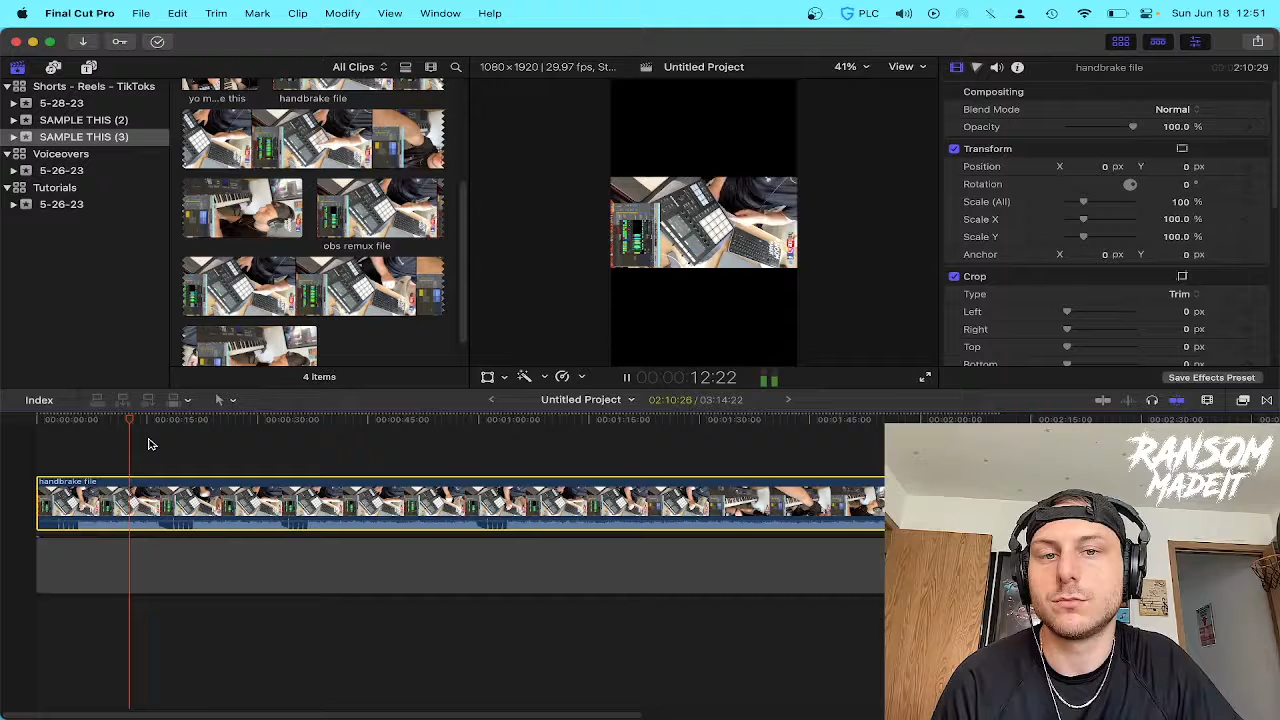 Final Cut Pro File Edit Trim Mark Clip Modify View Window Help PLC Sun Jun 18 12:51
All Clips 1080×1920 | 29.97 fps, St... Untitled Project 41% View handbrake file 00:00:02:10:29
Shorts - Reels - TikToks
5-28-23
SAMPLE THIS (2)
SAMPLE THIS (3)
Voiceovers
5-26-23
Tutorials
5-26-23
yo m...e this handbrake file
obs remux file
4 Items
00:00:12:22
Compositing
Blend Mode Normal
Opacity 100.0 %
Transform
Position X 0 px Y 0 px
Rotation 0 °
Scale (All) 100 %
Scale X 100.0 %
Scale Y 100.0 %
Anchor X 0 px Y 0 px
Crop
Type Trim
Left 0 px
Right 0 px
Top 0 px
Bottom 0 px
Save Effects Preset
Index Untitled Project 02:10:26 / 03:14:22
00:00:00:00 00:00:15:00 00:00:30:00 00:00:45:00 00:01:00:00 00:01:15:00 00:01:30:00 00:01:45:00 00:02:00:00 00:02:15:00 00:02:30:00
handbrake file
RANSOM
MADEIT